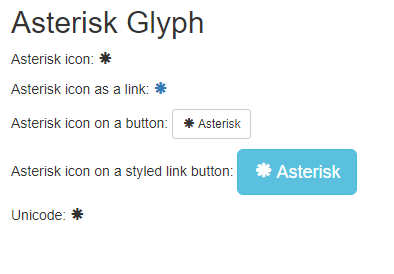 Asterisk Glyph
Asterisk icon: *
Asterisk icon as a link: *
Asterisk icon on a button: * Asterisk
Asterisk icon on a styled link button: * Asterisk
Unicode: *